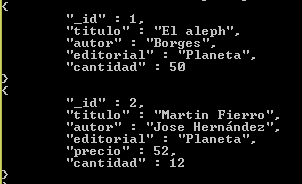 {
"_id" : 1,
"titulo" : "El aleph",
"autor" : "Borges",
"editorial" : "Planeta",
"cantidad" : 50
}
{
"_id" : 2,
"titulo" : "Martin Fierro",
"autor" : "Jose Hernández",
"editorial" : "Planeta",
"precio" : 52,
"cantidad" : 12
}